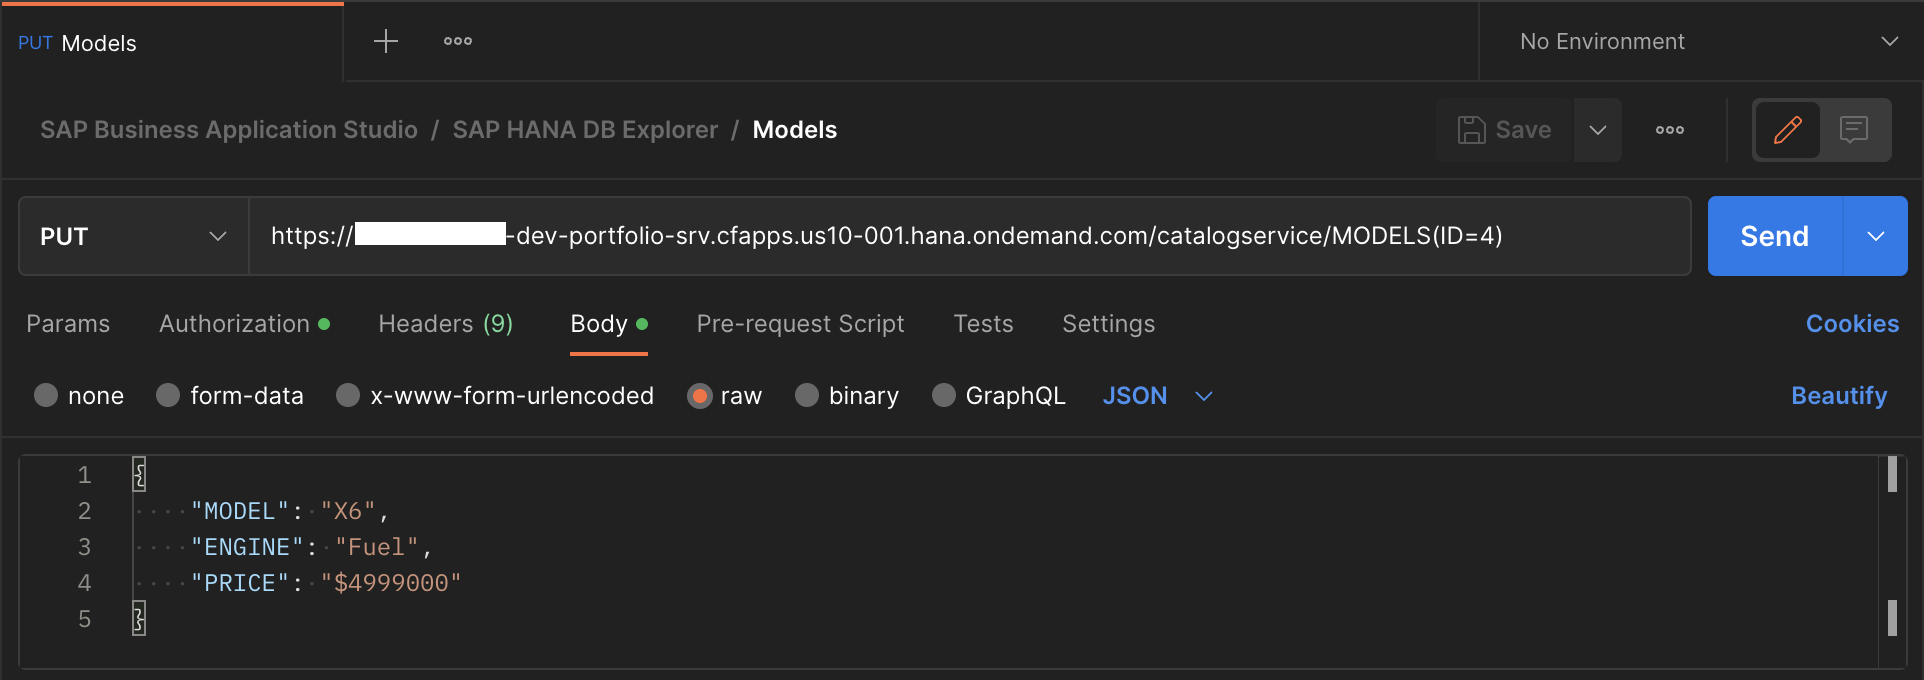 PUT Models
No Environment
SAP Business Application Studio / SAP HANA DB Explorer / Models
Save
PUT
https://
-dev-portfolio-srv.cfapps.us10-001.hana.ondemand.com/catalogservice/MODELS(ID=4)
Send
Params Authorization Headers (9) Body Pre-request Script Tests Settings Cookies
none form-data x-www-form-urlencoded raw binary GraphQL JSON Beautify
1 {
2 "MODEL": "X6",
3 "ENGINE": "Fuel",
4 "PRICE": "$4999000"
5 }